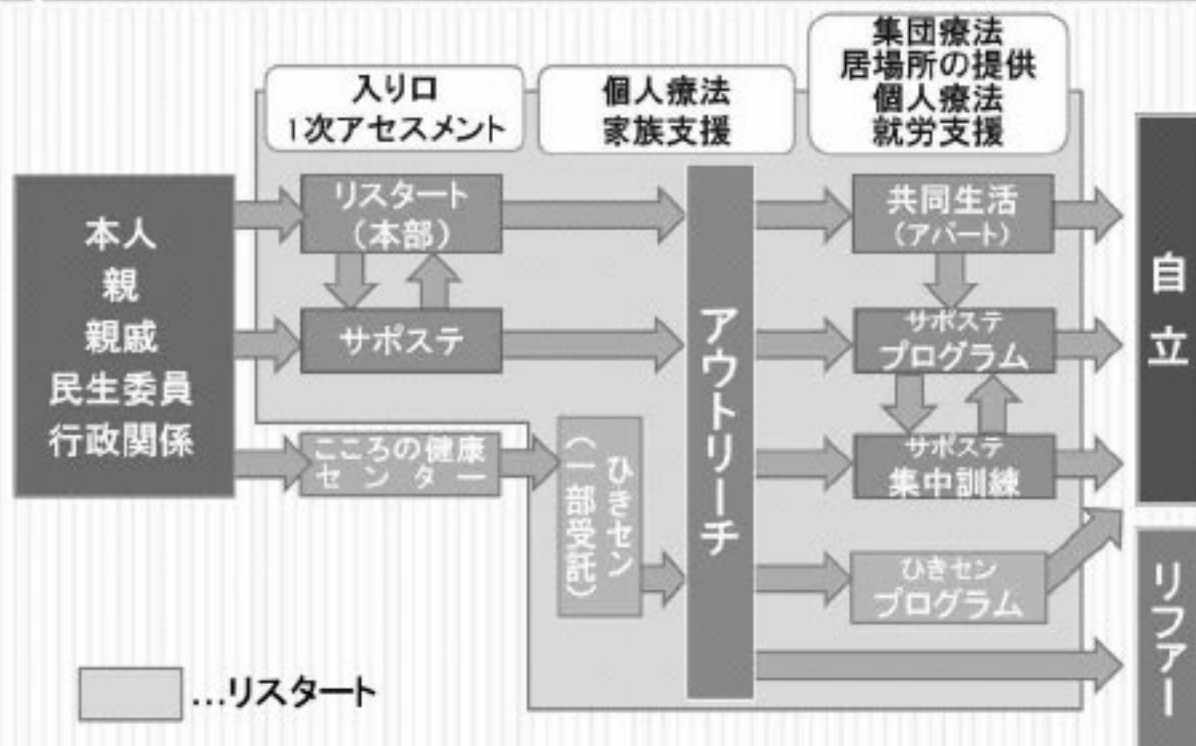 入り口
1次アセスメント
個人療法
家族支援
集団療法
居場所の提供
個人療法
就労支援
本人
親
親戚
民生委員
行政関係
リスタート
（本部）
サポステ
こころの健康
センター
ひきセン
（一部受託）
アウトリーチ
共同生活
（アパート）
サポステ
プログラム
サポステ
集中訓練
ひきセン
プログラム
自立
リファー
…リスタート